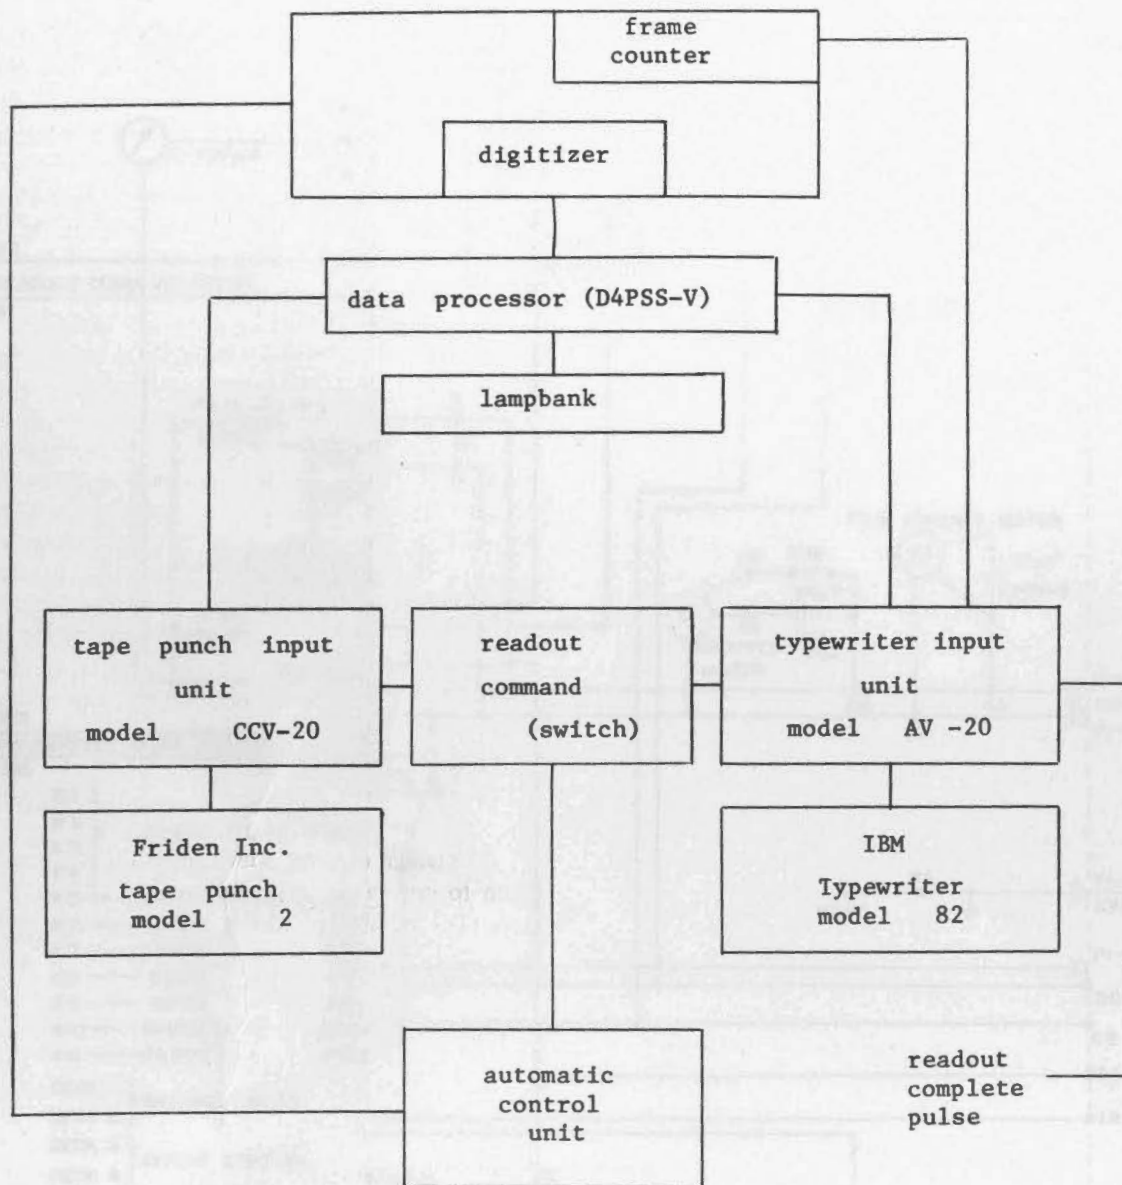 frame
counter
digitizer
data processor (D4PSS-V)
lampbank
tape punch input
unit
model CCV-20
readout
command
(switch)
typewriter input
unit
model AV -20
Friden Inc.
tape punch
model 2
IBM
Typewriter
model 82
automatic
control
unit
readout
complete
pulse